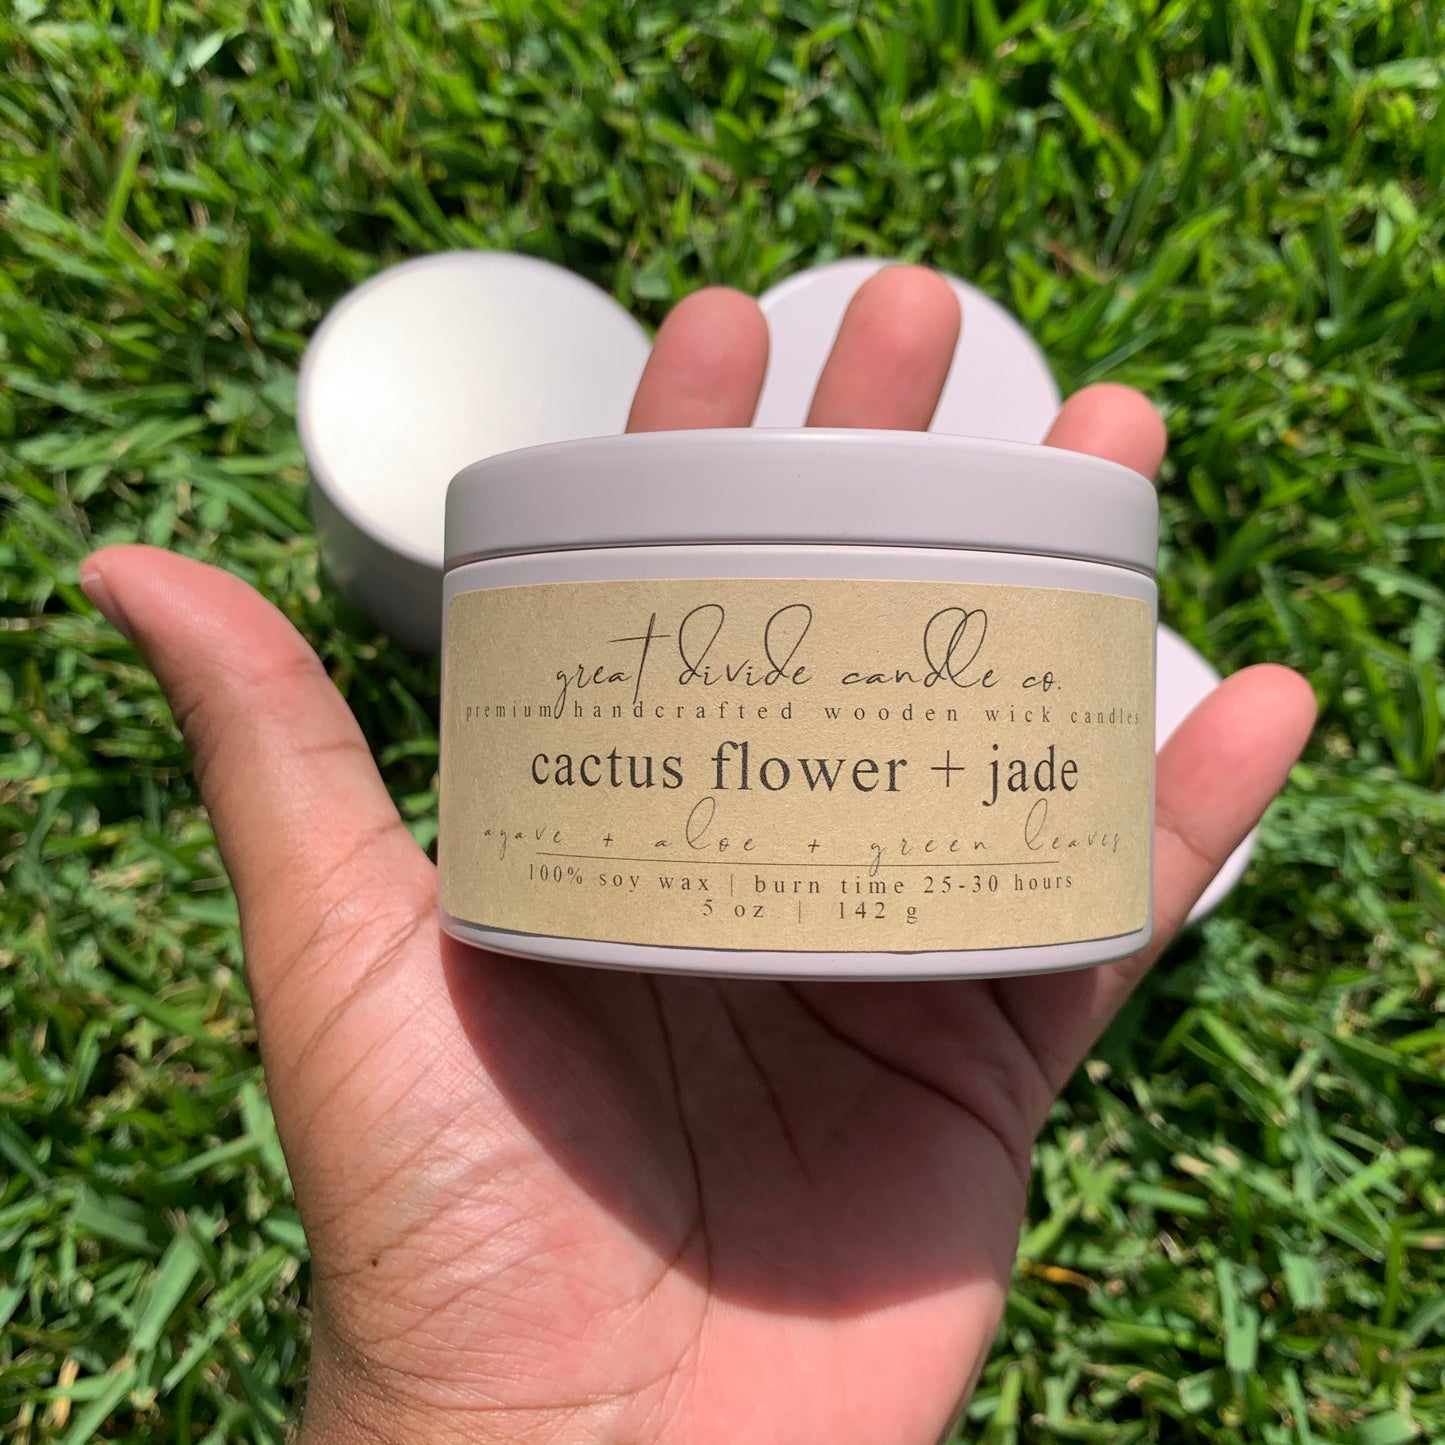 great divide candle co.
premium handcrafted wooden wick candles
cactus flower + jade
agave + aloe + green leaves
100% soy wax | burn time 25-30 hours
5 oz | 142 g